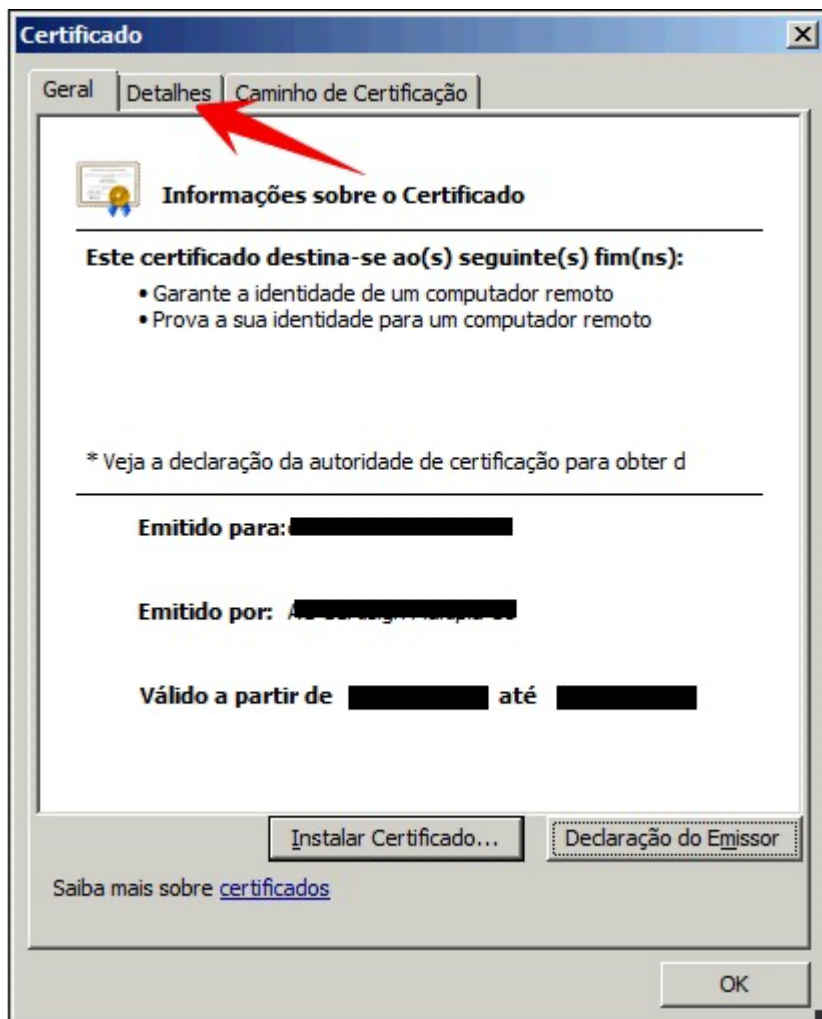 Certificado
Geral Detalhes Caminho de Certificação
Informações sobre o Certificado
Este certificado destina-se ao(s) seguinte(s) fim(ns):
• Garante a identidade de um computador remoto
• Prova a sua identidade para um computador remoto
* Veja a declaração da autoridade de certificação para obter d
Emitido para:
Emitido por:
Válido a partir de até
Instalar Certificado... Declaração do Emissor
Saiba mais sobre certificados
OK